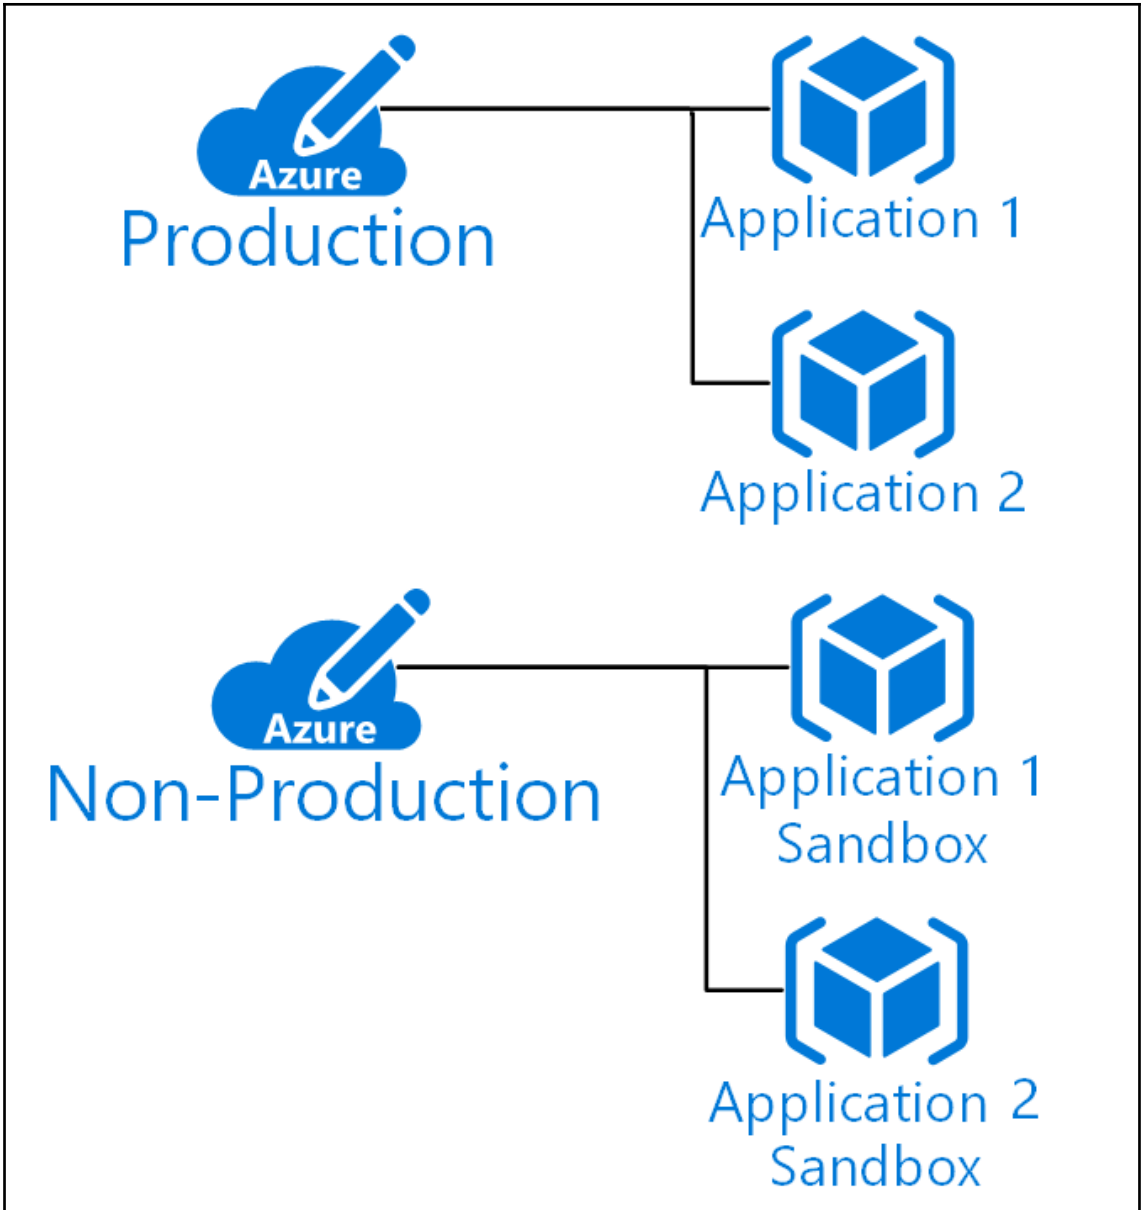 Azure
Production
Application 1
Application 2
Azure
Non-Production
Application 1
Sandbox
Application 2
Sandbox